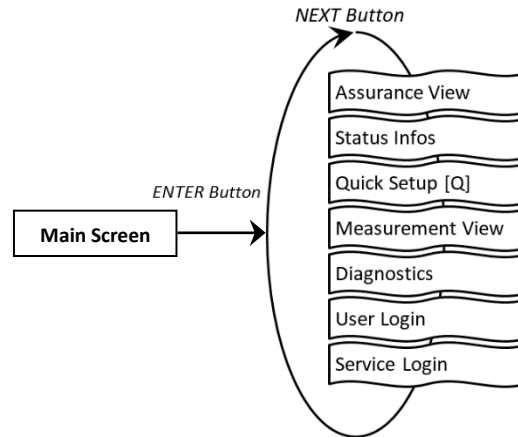 NEXT Button
Assurance View
Status Infos
Quick Setup [Q]
ENTER Button
Measurement View
Main Screen
Diagnostics
User Login
Service Login